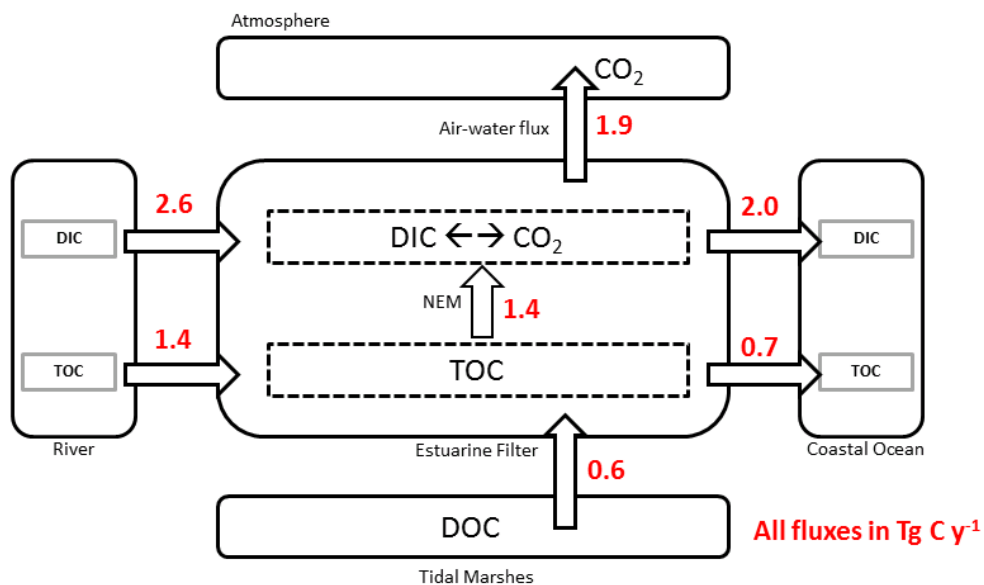 Atmosphere
CO₂
Air-water flux
1.9
2.6
2.0
DIC
DIC ←→ CO₂
DIC
NEM
1.4
1.4
0.7
TOC
TOC
TOC
River
Estuarine Filter
Coastal Ocean
0.6
DOC
All fluxes in Tg C y⁻¹
Tidal Marshes